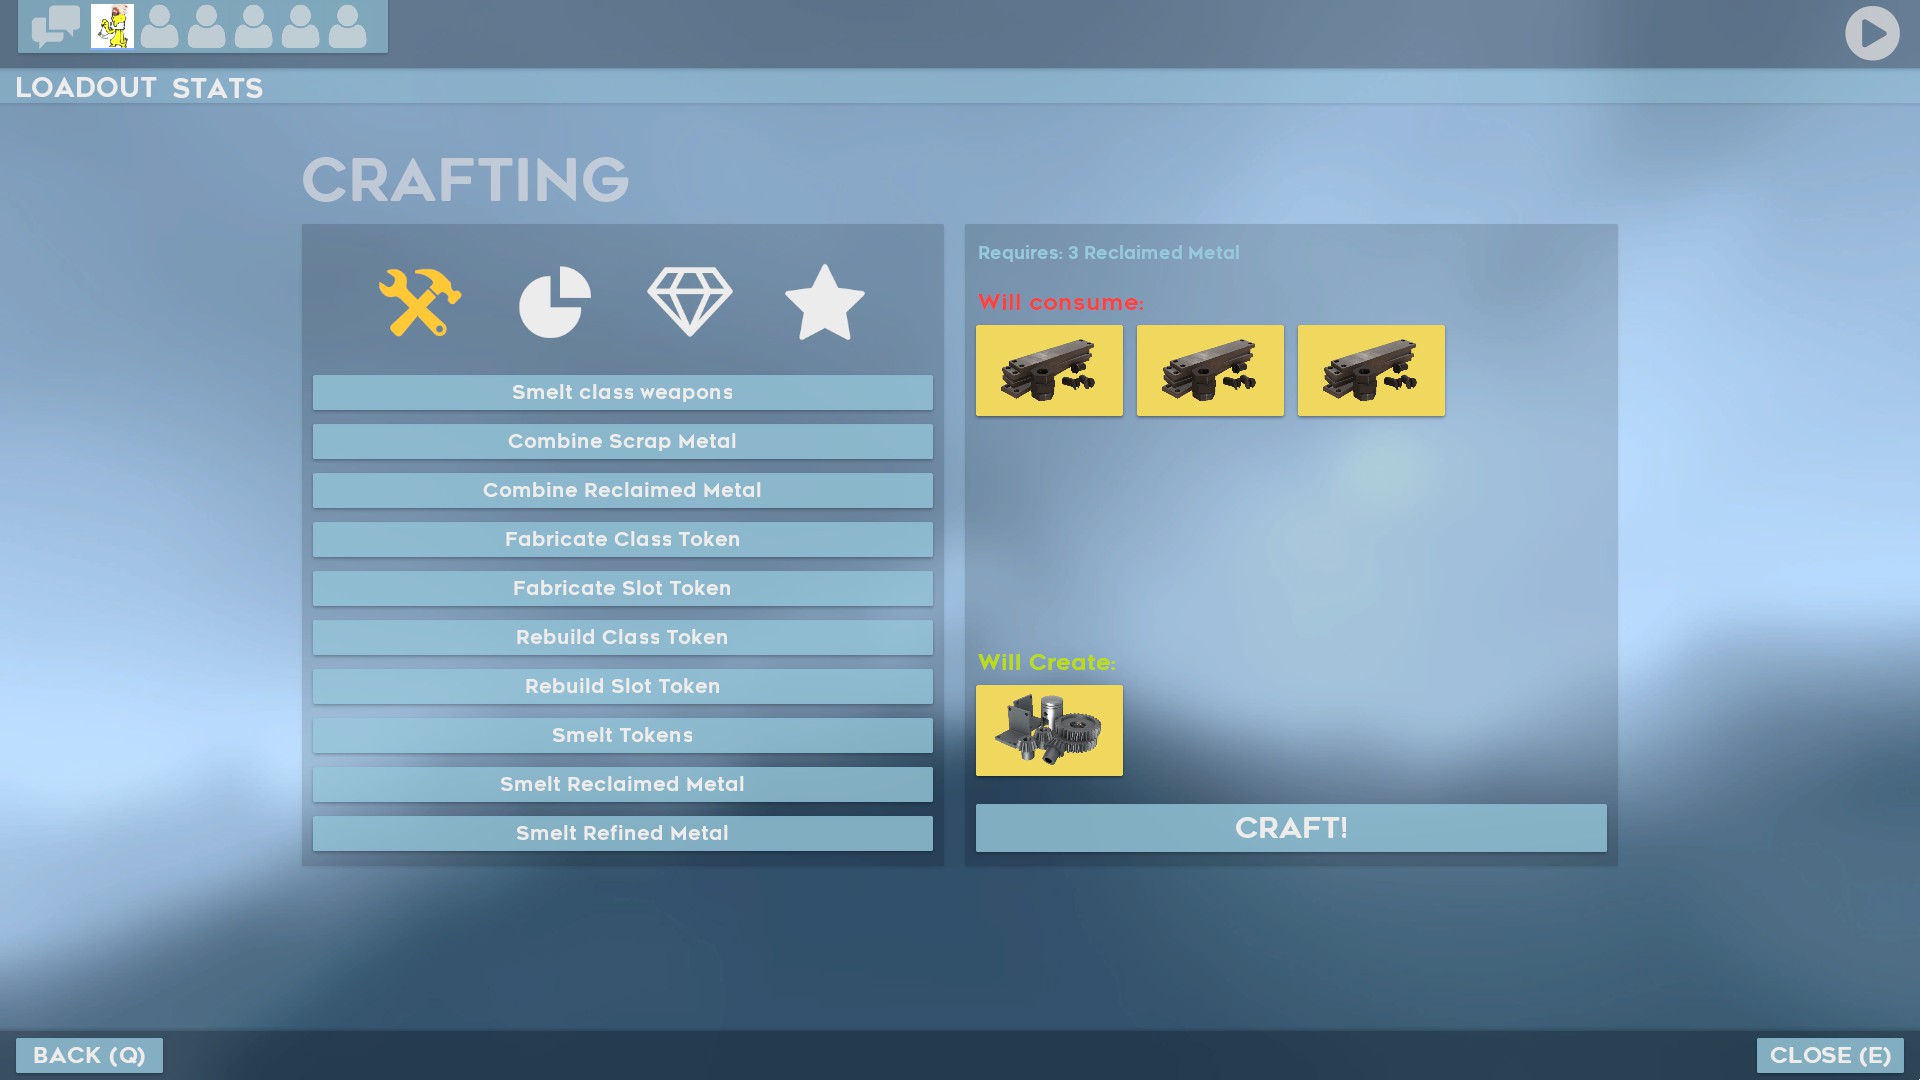 LOADOUT STATS
CRAFTING
Smelt class weapons
Combine Scrap Metal
Combine Reclaimed Metal
Fabricate Class Token
Fabricate Slot Token
Rebuild Class Token
Rebuild Slot Token
Smelt Tokens
Smelt Reclaimed Metal
Smelt Refined Metal
Requires: 3 Reclaimed Metal
Will consume:
Will Create:
CRAFT!
BACK (Q)
CLOSE (E)